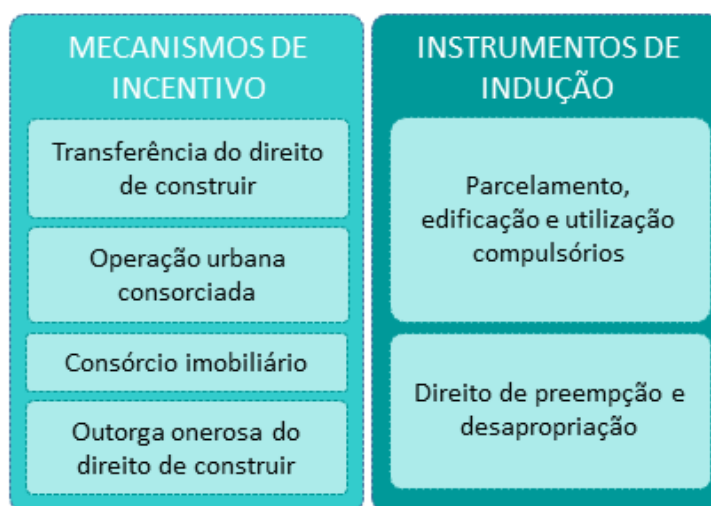 MECANISMOS DE
INCENTIVO
Transferência do direito
de construir
Operação urbana
consorciada
Consórcio imobiliário
Outorga onerosa do
direito de construir
INSTRUMENTOS DE
INDUÇÃO
Parcelamento,
edificação e utilização
compulsórios
Direito de preempção e
desapropriação